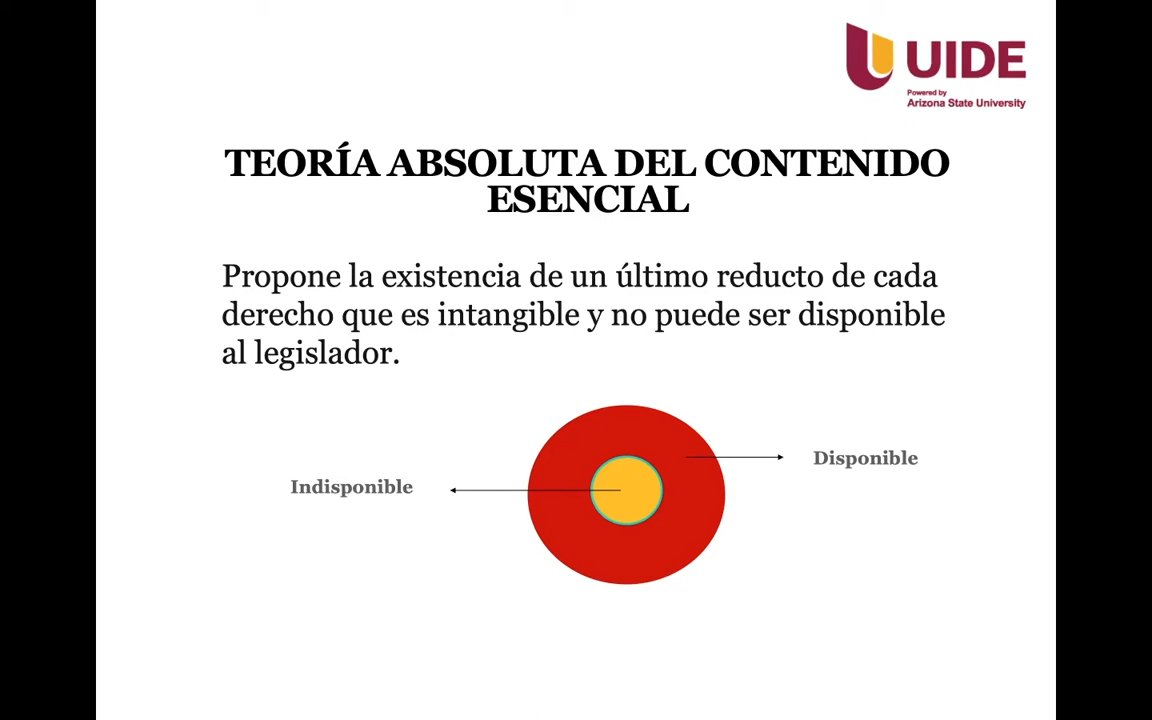 UIDE
Powered by
Arizona State University
TEORÍA ABSOLUTA DEL CONTENIDO
ESENCIAL
Propone la existencia de un último reducto de cada
derecho que es intangible y no puede ser disponible
al legislador.
Disponible
Indisponible